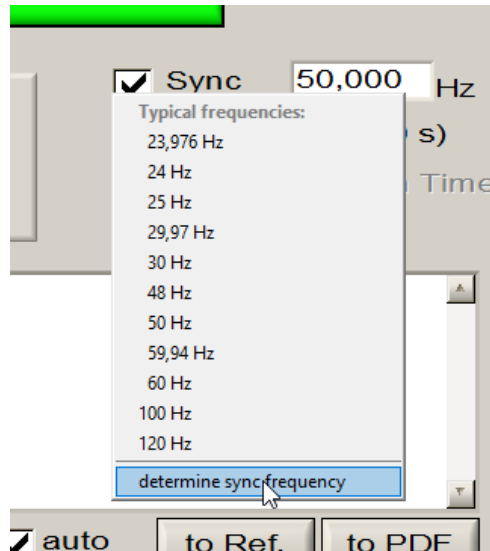 Sync 50,000 Hz
Typical frequencies:
s)
23,976 Hz
24 Hz
Time
25 Hz
29,97 Hz
30 Hz
48 Hz
50 Hz
59,94 Hz
60 Hz
100 Hz
120 Hz
determine sync frequency
auto to Ref. to PDF